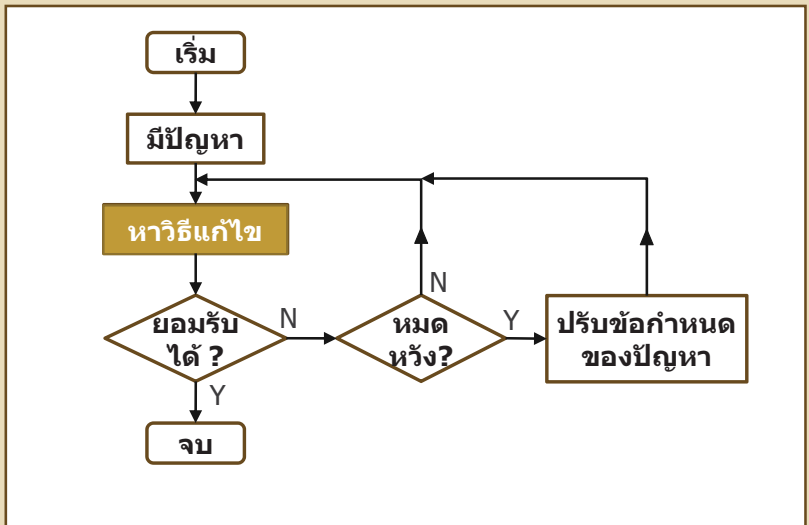 เริ่ม
มีปัญหา
หาวิธีแก้ไข
ยอมรับ
ได้ ?
N
หมด
หวัง?
N
Y
ปรับข้อกำหนด
ของปัญหา
Y
จบ